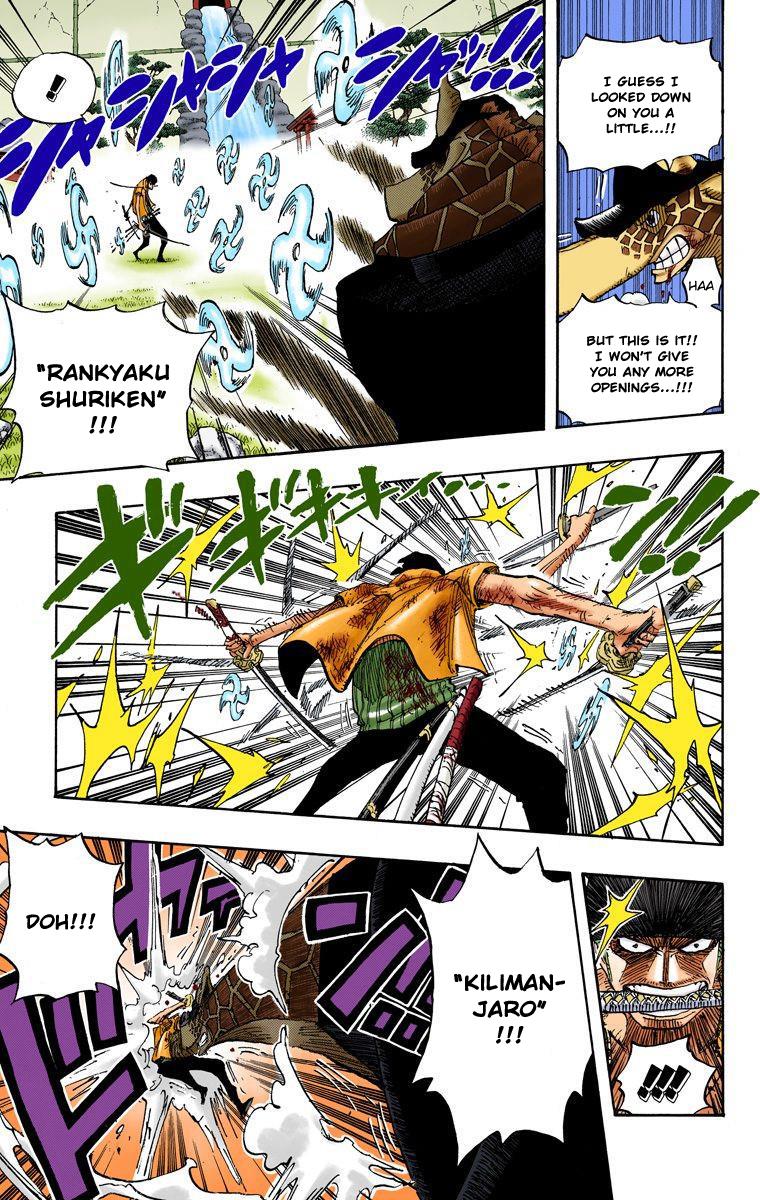 I GUESS I
LOOKED DOWN
ON YOU A
LITTLE...!!
HAA
BUT THIS IS IT!!
I WON'T GIVE
YOU ANY MORE
OPENINGS...!!!
!!
シャシャシャシャシャッ!!!
"RANKYAKU
SHURIKEN"
!!!
ギギギギギィ...ン!!!
!!!
"KILIMAN-
JARO"
!!!
DOH!!!